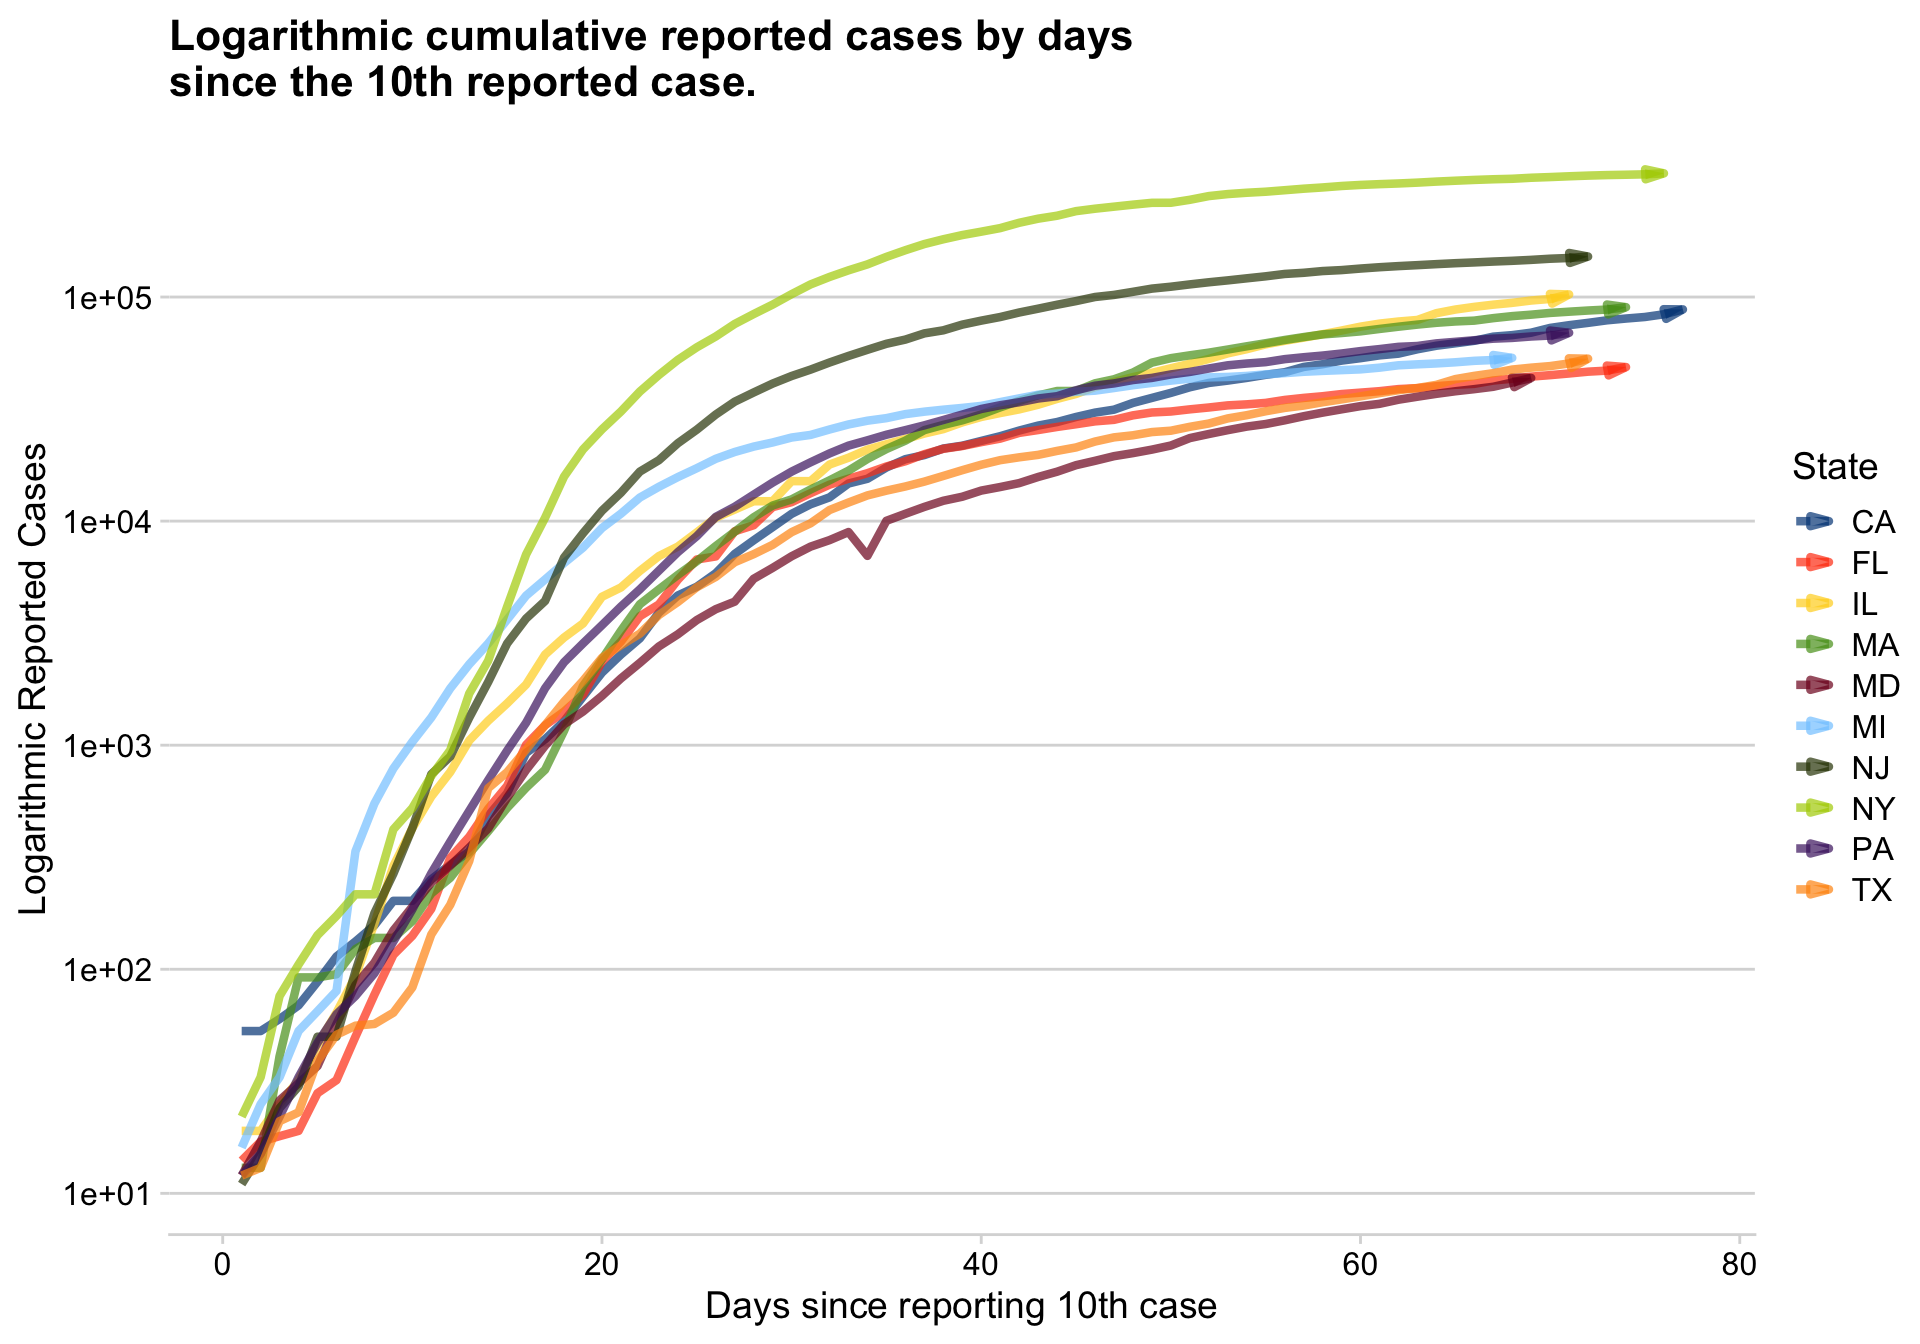 Logarithmic cumulative reported cases by days
since the 10th reported case.
Logarithmic Reported Cases
1e+05
1e+04
1e+03
1e+02
1e+01
0
20
40
60
80
Days since reporting 10th case
State
CA
FL
IL
MA
MD
MI
NJ
NY
PA
TX